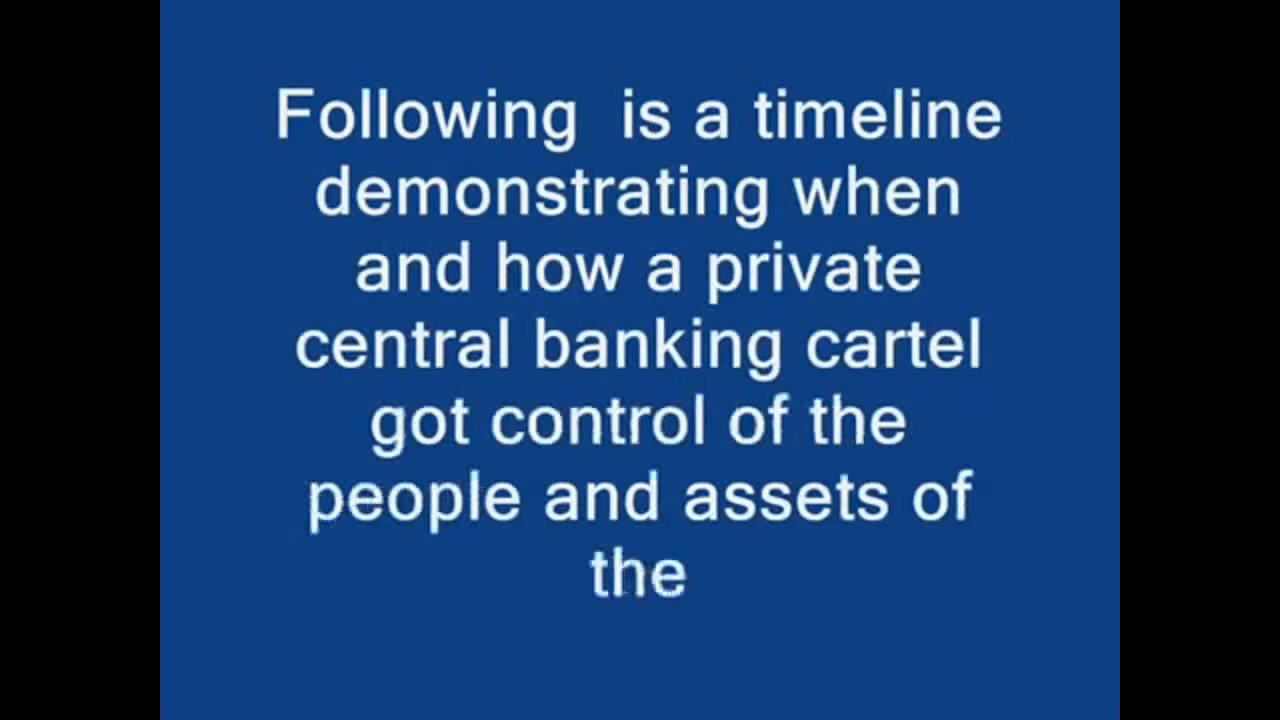 Following  is a timeline
demonstrating when
and how a private
central banking cartel
got control of the
people and assets of
the